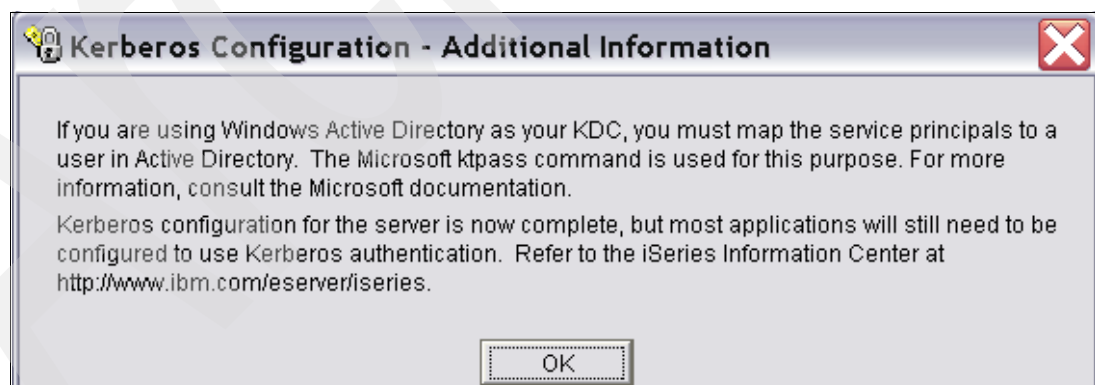 Kerberos Configuration - Additional Information
If you are using Windows Active Directory as your KDC, you must map the service principals to a
user in Active Directory. The Microsoft ktpass command is used for this purpose. For more
information, consult the Microsoft documentation.
Kerberos configuration for the server is now complete, but most applications will still need to be
configured to use Kerberos authentication. Refer to the iSeries Information Center at
http://www.ibm.com/eserver/iseries.
OK